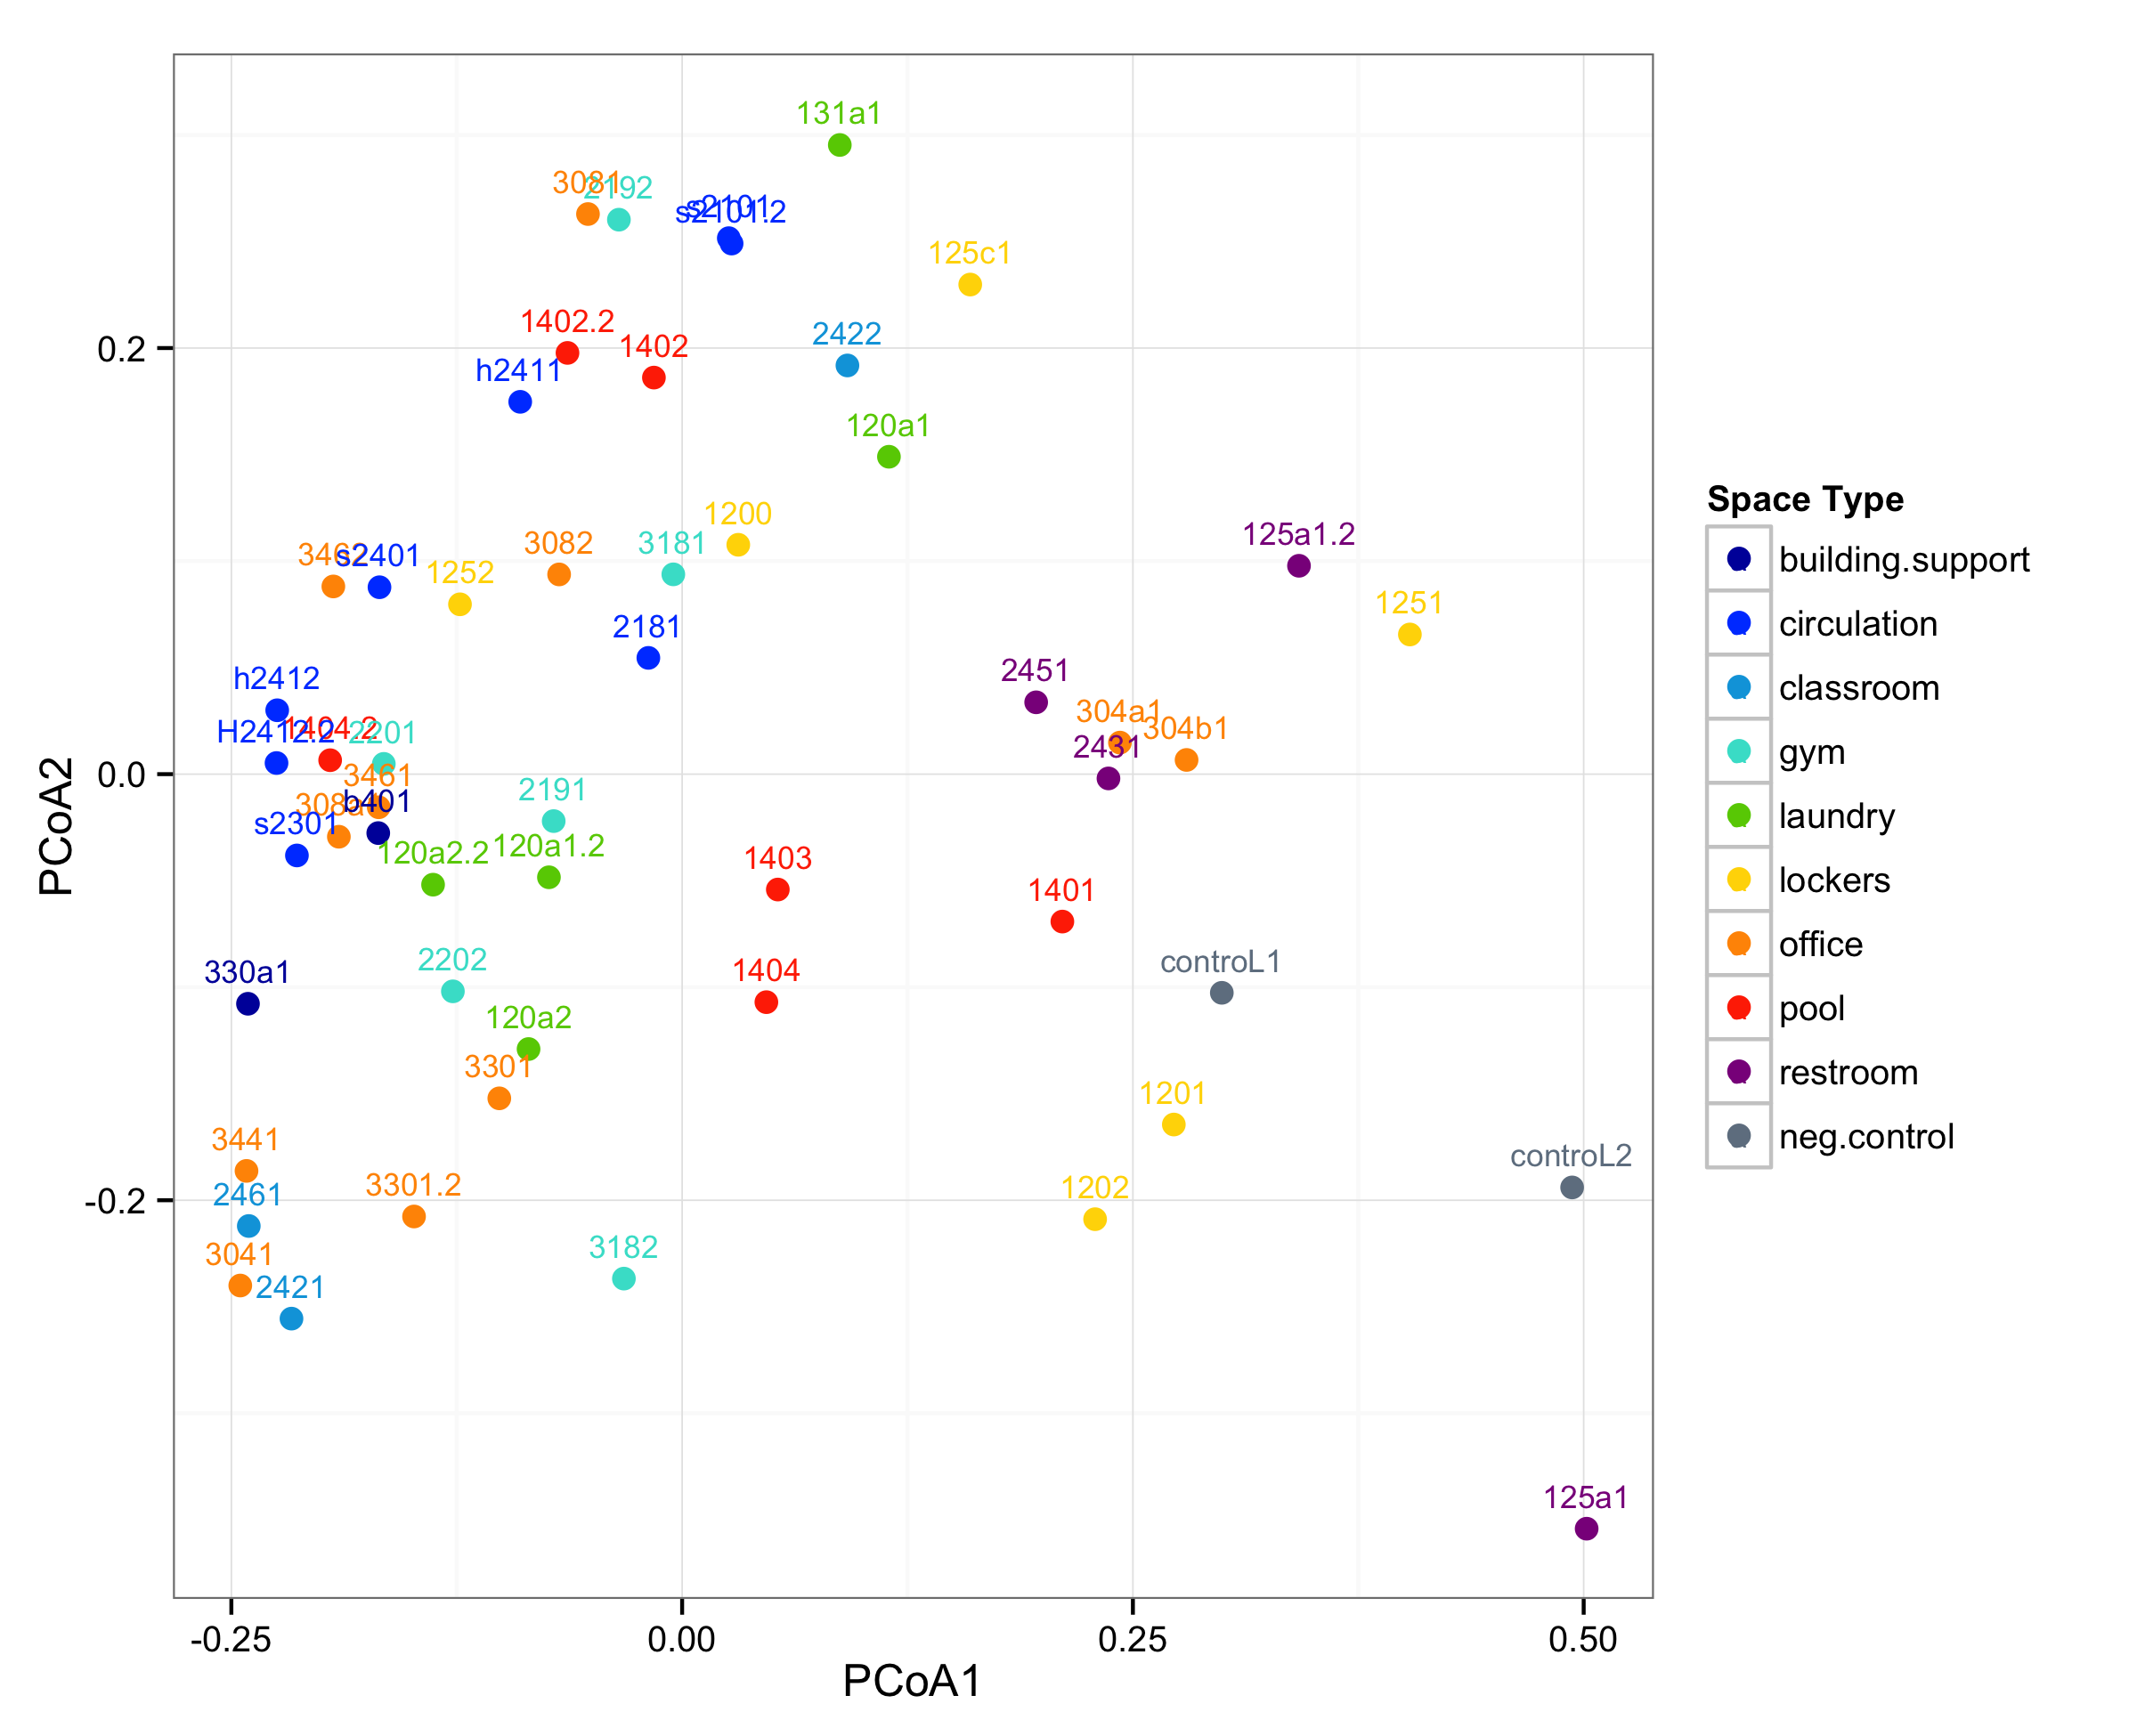 131a1
3081
2192
s2101
s2101.2
125c1
1402.2
1402
2422
h2411
120a1
1200
125a1.2
3462
s2401
3082
3181
1252
1251
2181
2451
h2412
304a1
304b1
H2412.2
1404.2
2201
2431
3461
308a1
b401
2191
s2301
120a2.2
120a1.2
1403
1401
330a1
2202
1404
controL1
120a2
3301
1201
3441
controL2
2461
3301.2
1202
3041
3182
2421
125a1
0.2
0.0
-0.2
PCoA2
-0.25
0.00
0.25
0.50
PCoA1
Space Type
building.support
circulation
classroom
gym
laundry
lockers
office
pool
restroom
neg.control